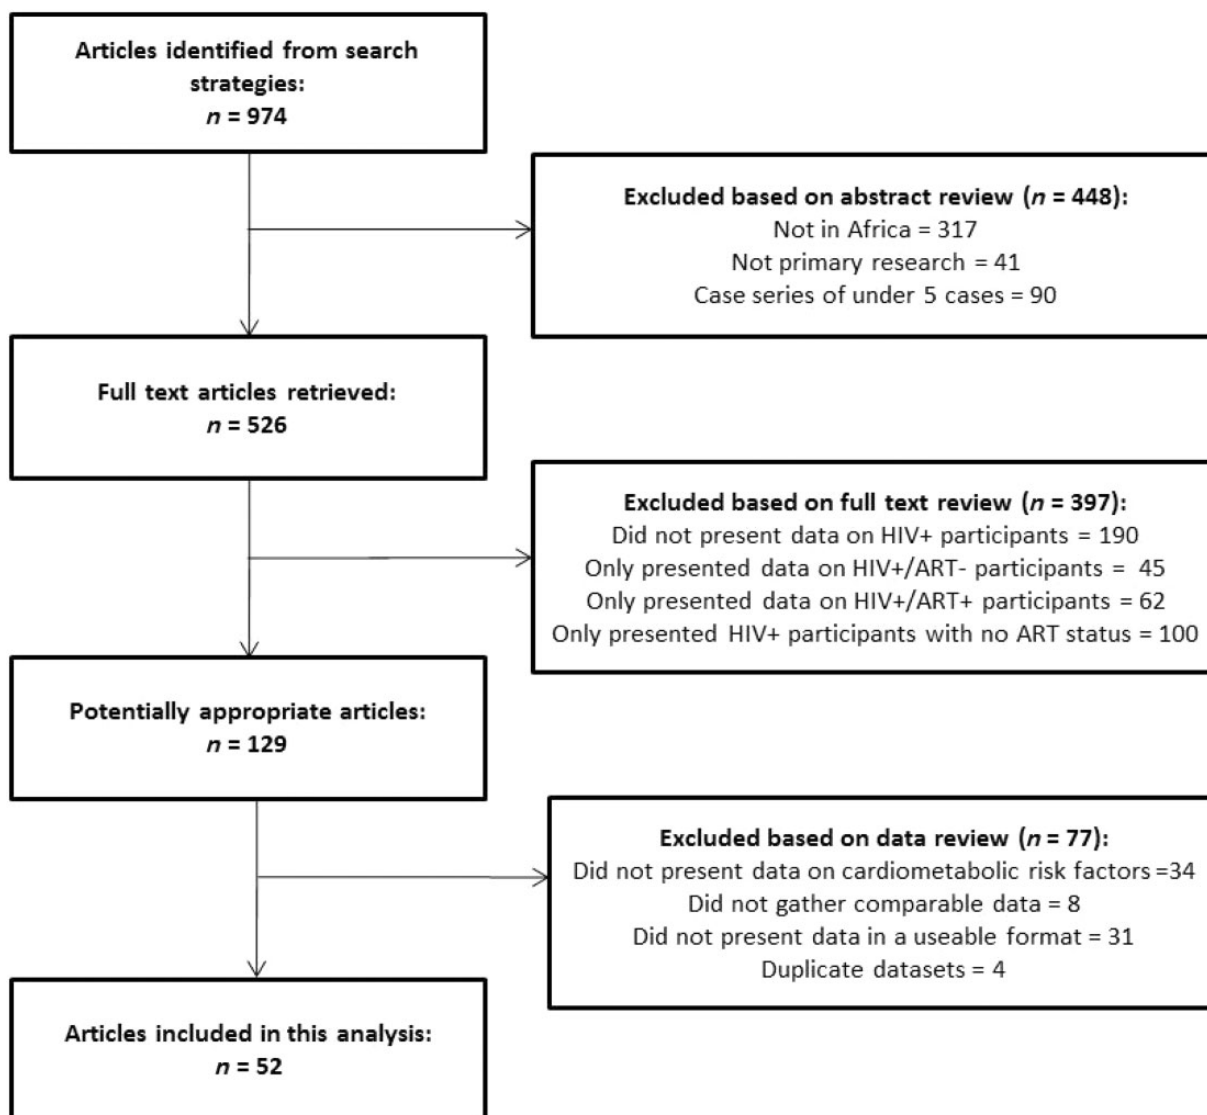 Articles identified from search
strategies:
n = 974
Excluded based on abstract review (n = 448):
Not in Africa = 317
Not primary research = 41
Case series of under 5 cases = 90
Full text articles retrieved:
n = 526
Excluded based on full text review (n = 397):
Did not present data on HIV+ participants = 190
Only presented data on HIV+/ART- participants = 45
Only presented data on HIV+/ART+ participants = 62
Only presented HIV+ participants with no ART status = 100
Potentially appropriate articles:
n = 129
Excluded based on data review (n = 77):
Did not present data on cardiometabolic risk factors =34
Did not gather comparable data = 8
Did not present data in a useable format = 31
Duplicate datasets = 4
Articles included in this analysis:
n = 52